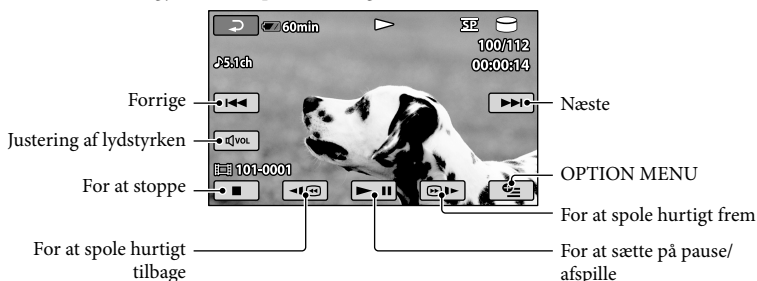 60min
SP
100/112
♪5.1ch
00:00:14
Forrige
Næste
Justering af lydstyrken
VOL
101-0001
For at stoppe
OPTION MENU
For at spole hurtigt frem
For at spole hurtigt
tilbage
For at sætte på pause/
afspille